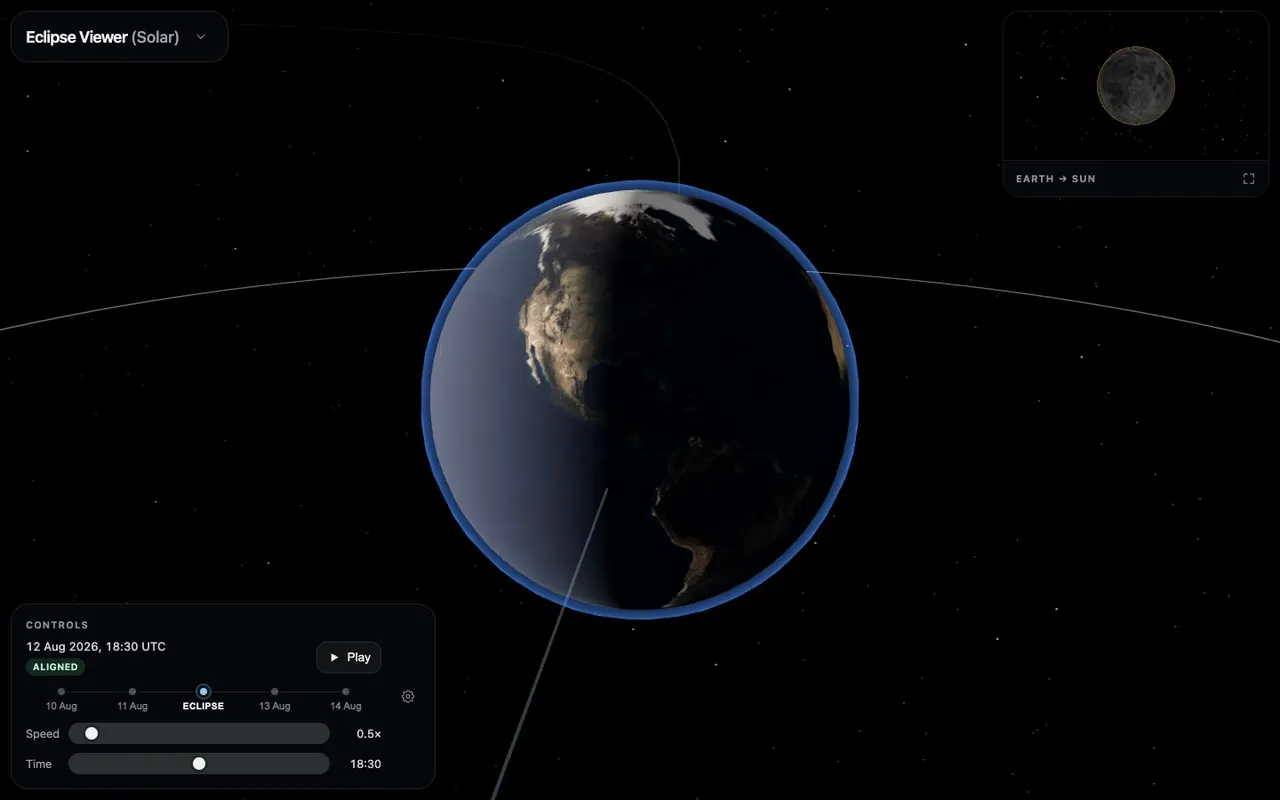 Eclipse Viewer (Solar)
EARTH → SUN
CONTROLS
12 Aug 2026, 18:30 UTC
ALIGNED
Play
10 Aug
11 Aug
ECLIPSE
13 Aug
14 Aug
Speed
0.5×
Time
18:30